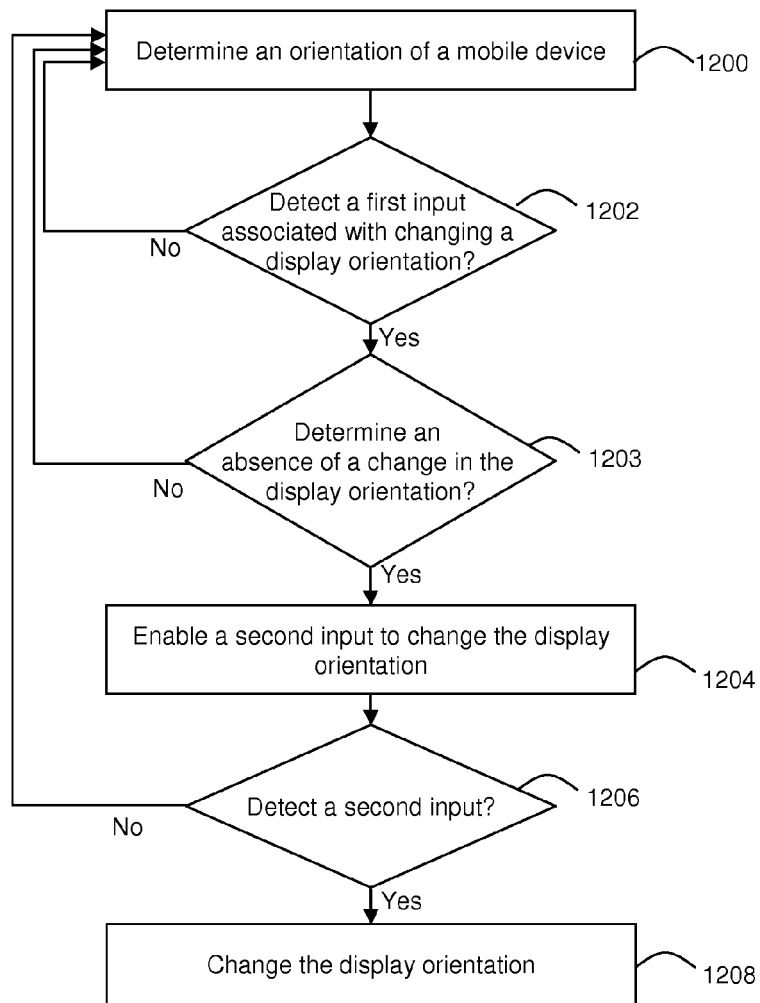 Determine an orientation of a mobile device
1200
Detect a first input
associated with changing a
display orientation?
1202
No
Yes
Determine an
absence of a change in the
display orientation?
1203
No
Yes
Enable a second input to change the display
orientation
1204
Detect a second input?
1206
No
Yes
Change the display orientation
1208